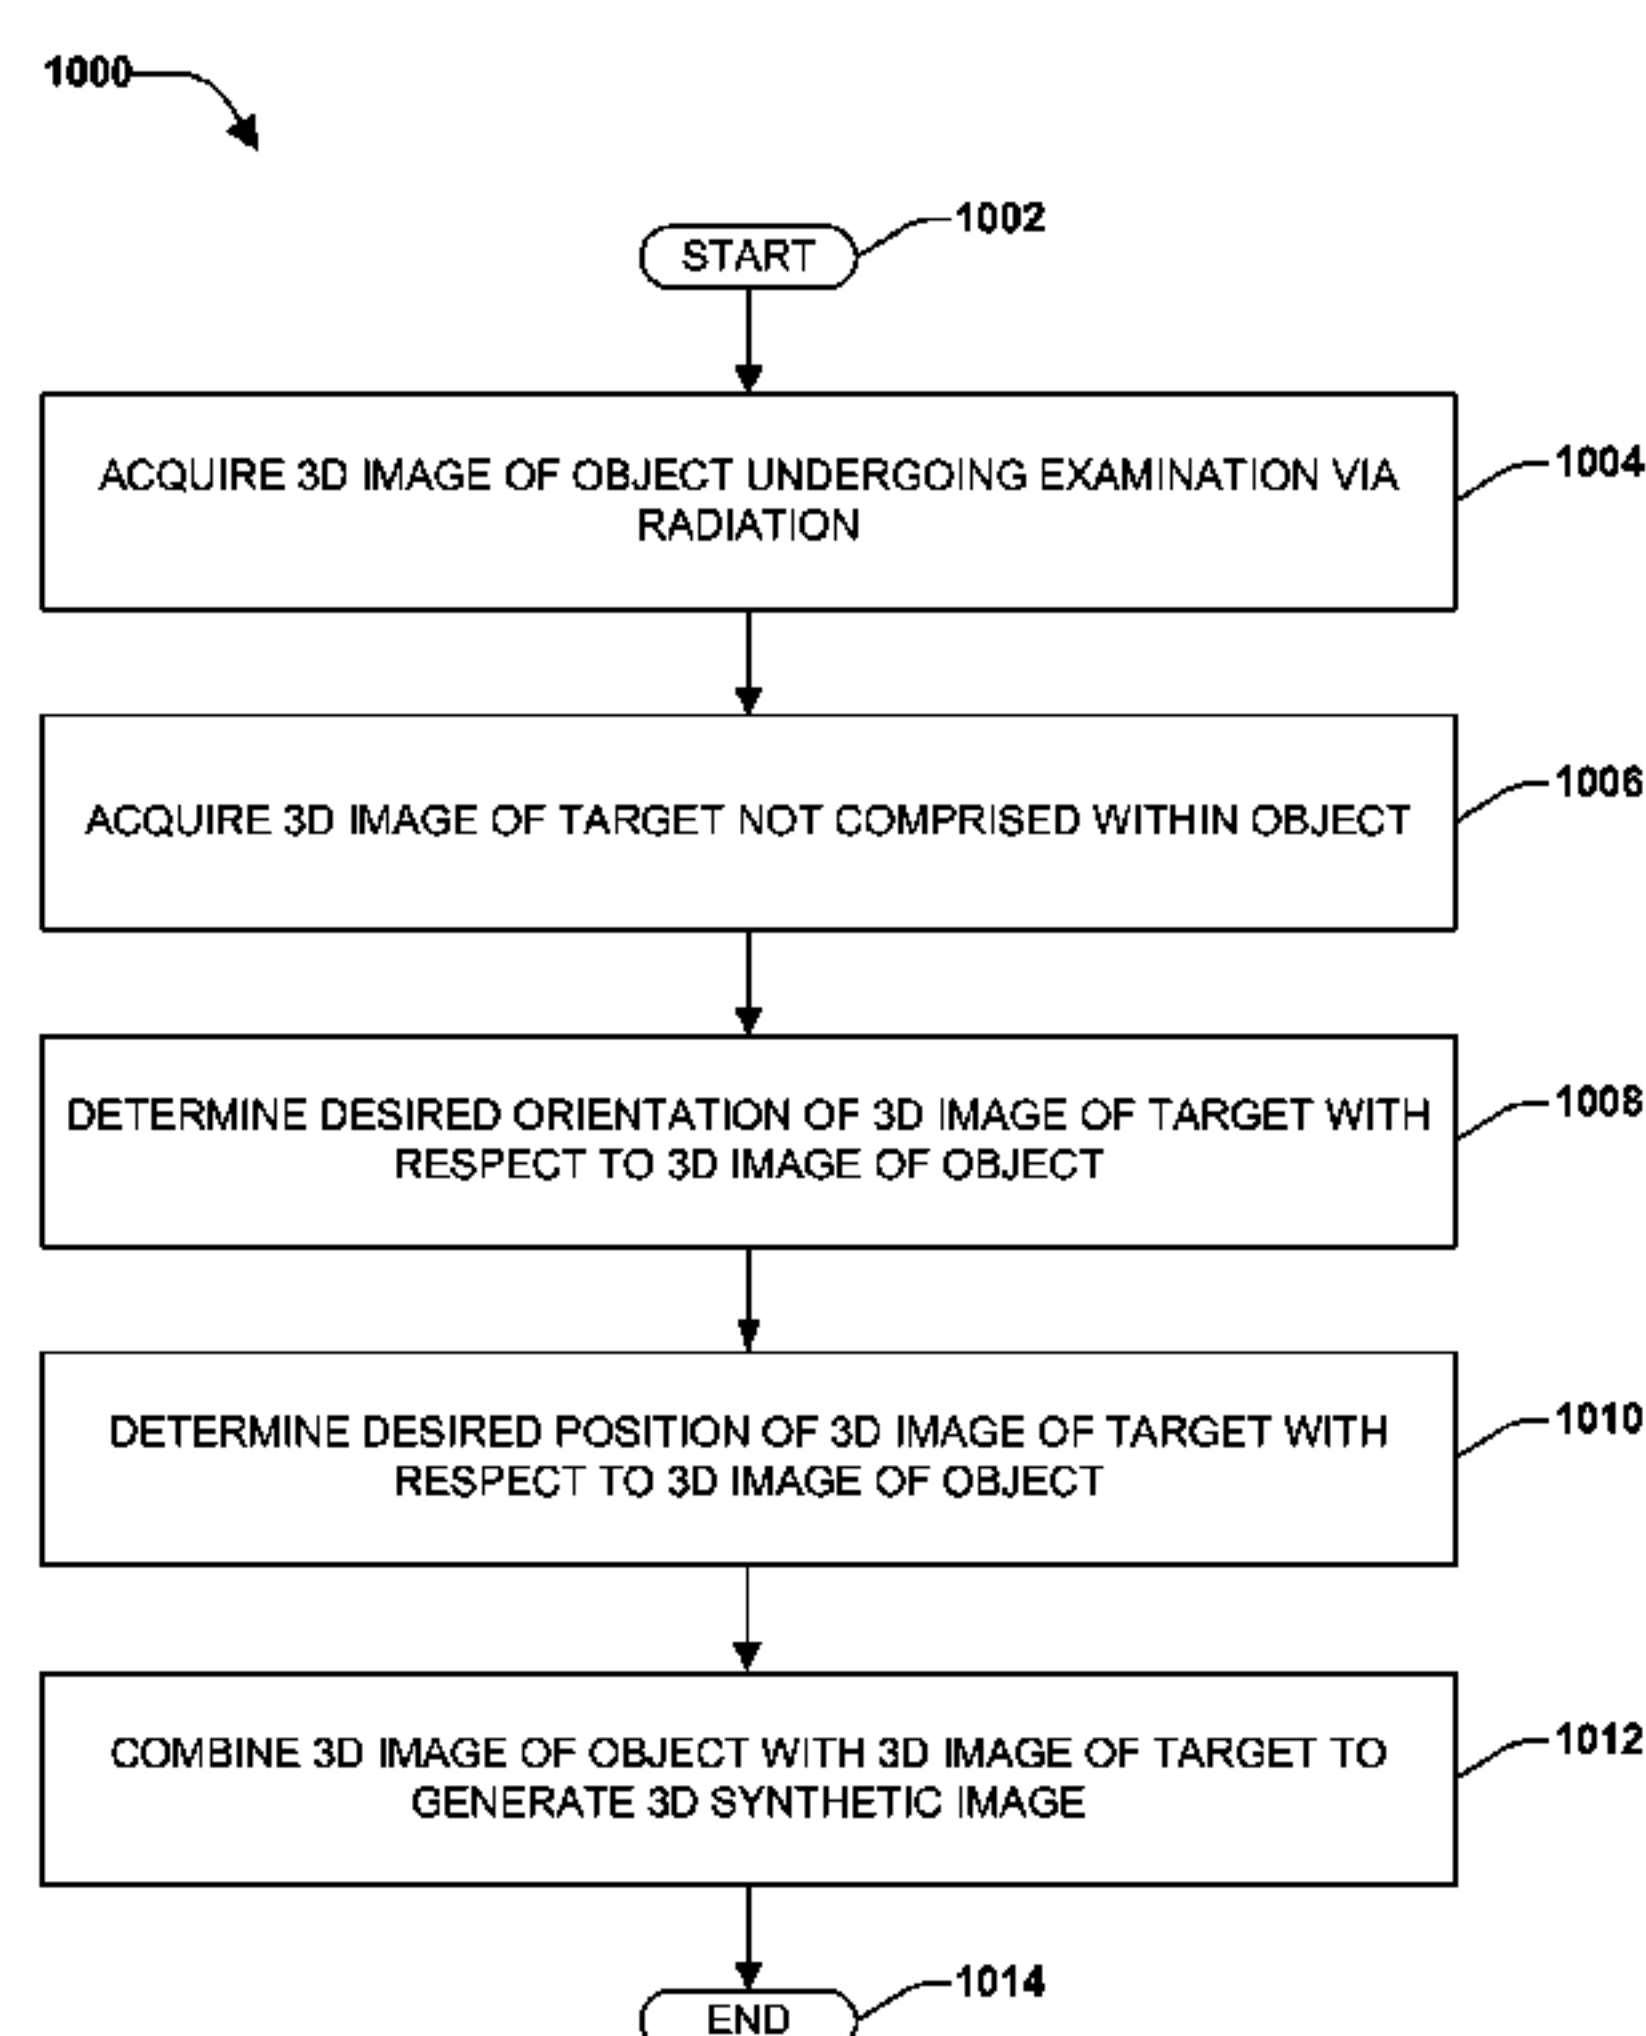 1000
1002
START
1004
ACQUIRE 3D IMAGE OF OBJECT UNDERGOING EXAMINATION VIA
RADIATION
1006
ACQUIRE 3D IMAGE OF TARGET NOT COMPRISED WITHIN OBJECT
1008
DETERMINE DESIRED ORIENTATION OF 3D IMAGE OF TARGET WITH
RESPECT TO 3D IMAGE OF OBJECT
1010
DETERMINE DESIRED POSITION OF 3D IMAGE OF TARGET WITH
RESPECT TO 3D IMAGE OF OBJECT
1012
COMBINE 3D IMAGE OF OBJECT WITH 3D IMAGE OF TARGET TO
GENERATE 3D SYNTHETIC IMAGE
1014
END